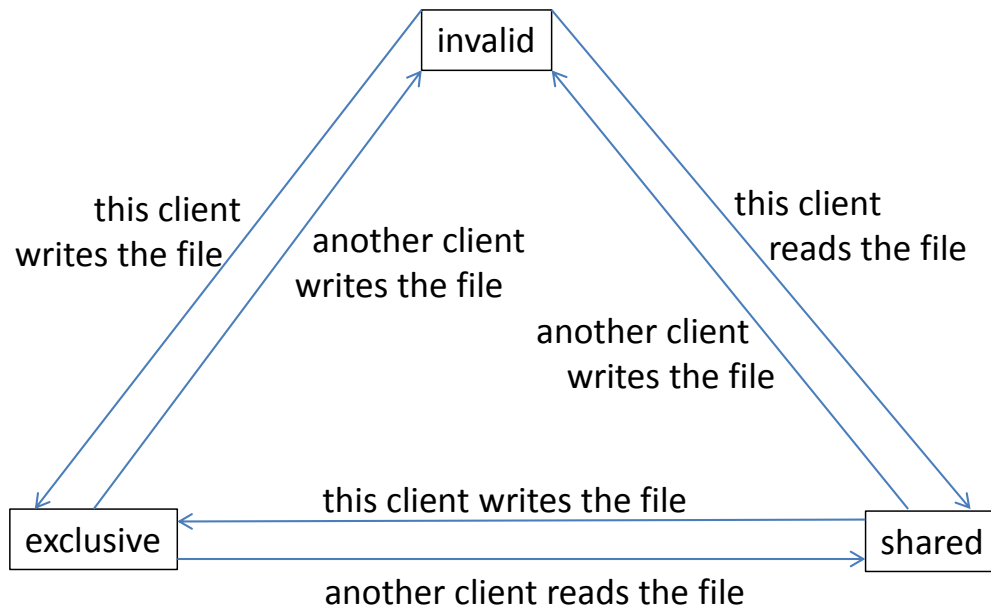 invalid
this client
writes the file
another client
writes the file
this client
reads the file
another client
writes the file
this client writes the file
exclusive
shared
another client reads the file